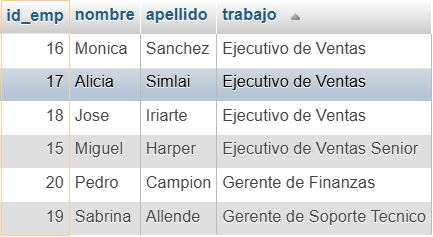 id_emp nombre apellido trabajo
16 Monica Sanchez Ejecutivo de Ventas
17 Alicia Simlai Ejecutivo de Ventas
18 Jose Iriarte Ejecutivo de Ventas
15 Miguel Harper Ejecutivo de Ventas Senior
20 Pedro Campion Gerente de Finanzas
19 Sabrina Allende Gerente de Soporte Tecnico